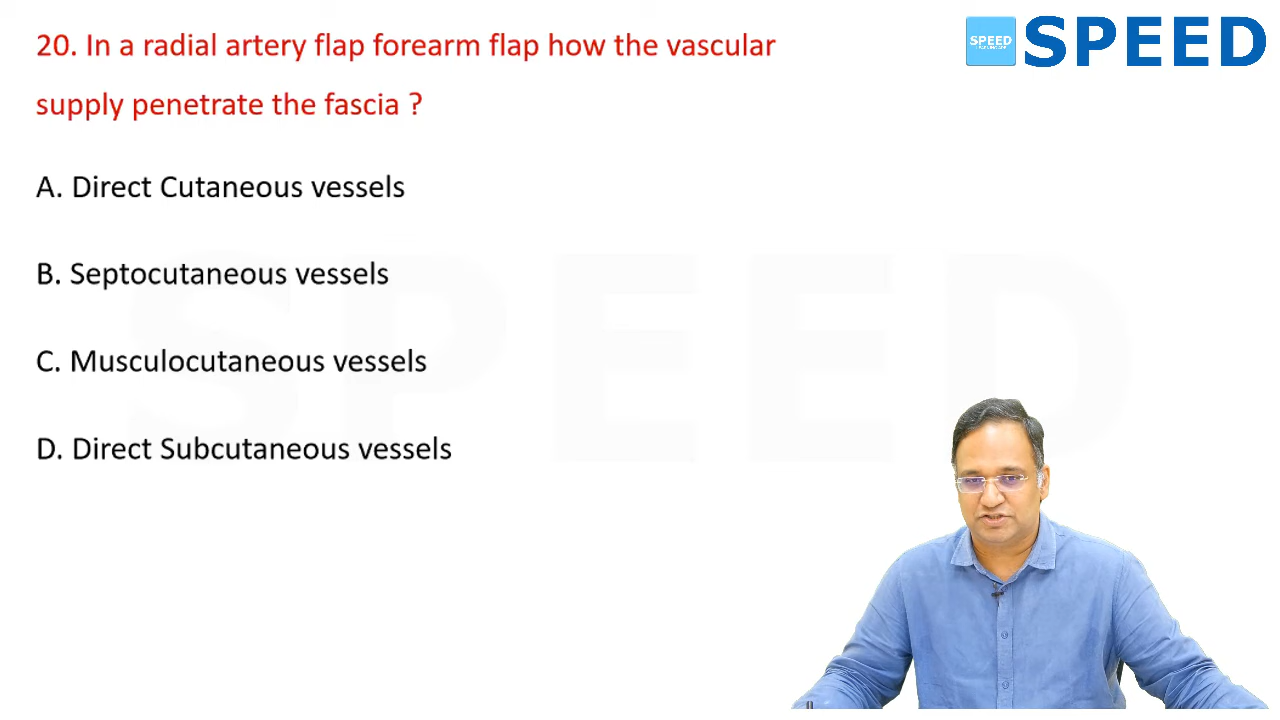 20. In a radial artery flap forearm flap how the vascular
SPEED
SPEED
supply penetrate the fascia ?
A. Direct Cutaneous vessels
B. Septocutaneous vessels
SPEED
C. Musculocutaneous vessels
D. Direct Subcutaneous vessels